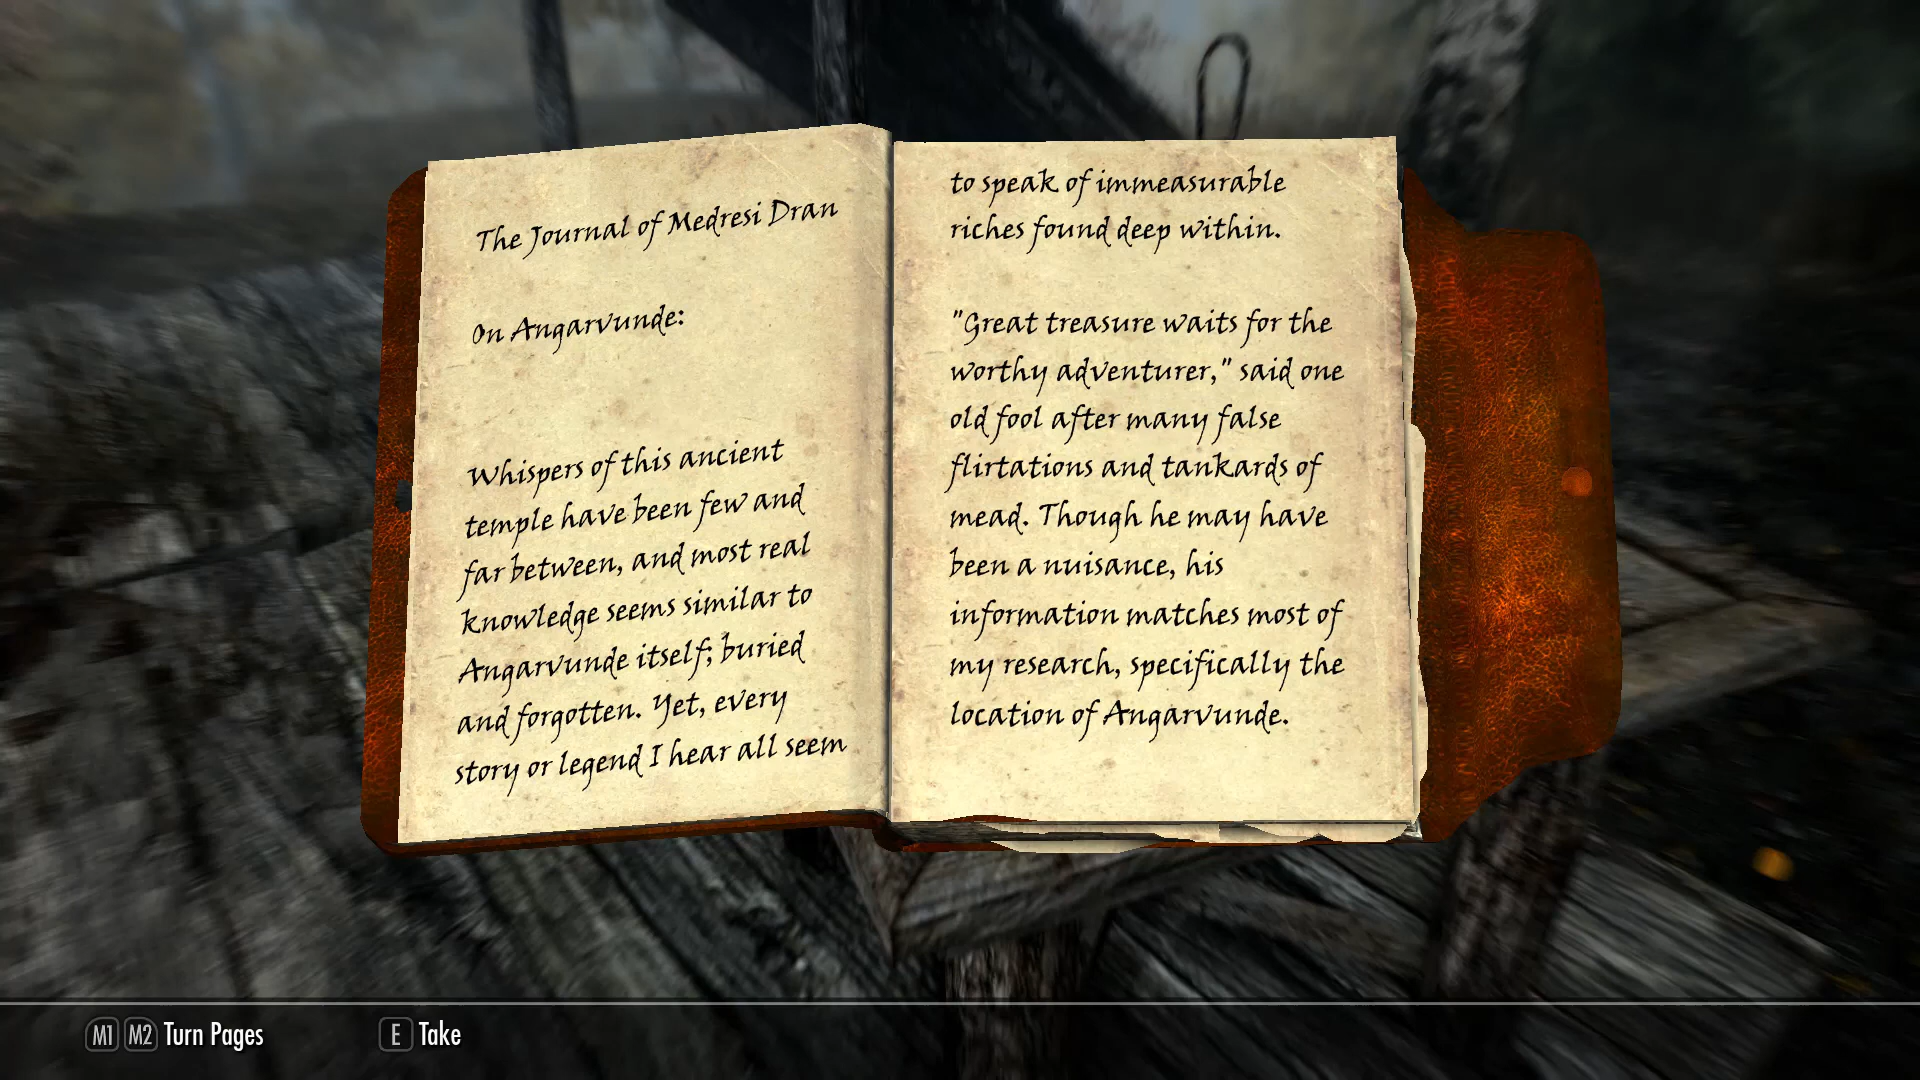 The Journal of Medresi Dran
On Angarvunde:
Whispers of this ancient
temple have been few and
far between, and most real
knowledge seems similar to
Angarvunde itself; buried
and forgotten. Yet, every
story or legend I hear all seem
to speak of immeasurable
riches found deep within.
"Great treasure waits for the
worthy adventurer," said one
old fool after many false
flirtations and tankards of
mead. Though he may have
been a nuisance, his
information matches most of
my research, specifically the
location of Angarvunde.
M1 M2 Turn Pages
E Take